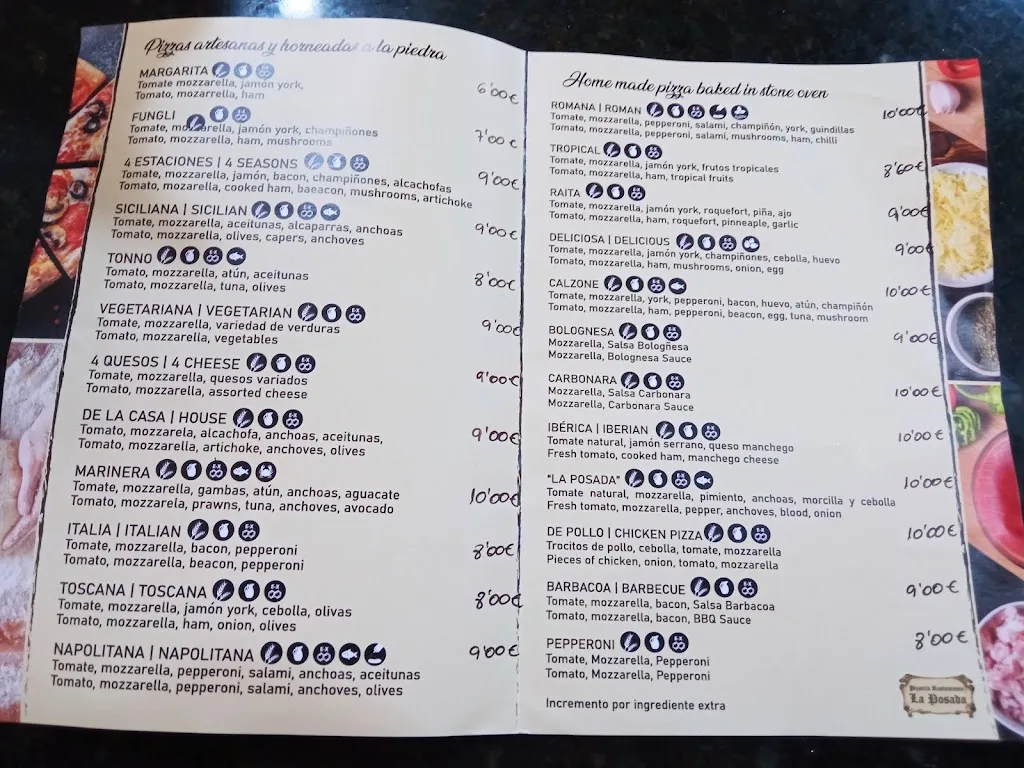 Pizzas artesanas y horneadas a la piedra
MARGARITA 6'00€
Tomate mozzarella, jamón york,
Tomato, mozarrella, ham
FUNGLI 7'00€
Tomate, mozzarella, jamón york, champiñones
Tomato, mozzarella, ham, mushrooms
4 ESTACIONES | 4 SEASONS 9'00€
Tomate, mozzarella, jamón, bacon, champiñones, alcachofas
Tomato, mozarella, cooked ham, baeacon, mushrooms, artichoke
SICILIANA | SICILIAN 9'00€
Tomate, mozzarella, aceitunas, alcaparras, anchoas
Tomato, mozzarella, olives, capers, anchoves
TONNO 8'00€
Tomato, mozzarella, atún, aceitunas
Tomato, mozzarella, tuna, olives
VEGETARIANA | VEGETARIAN 9'00€
Tomate, mozzarella, variedad de verduras
Tomato, mozzarella, vegetables
4 QUESOS | 4 CHEESE 9'00€
Tomate, mozzarella, quesos variados
Tomato, mozzarella, assorted cheese
DE LA CASA | HOUSE 9'00€
Tomato, mozzarela, alcachofa, anchoas, aceitunas,
Tomato, mozzarella, artichoke, anchoves, olives
MARINERA 10'00€
Tomate, mozzarella, gambas, atún, anchoas, aguacate
Tomato, mozzarela, prawns, tuna, anchoves, avocado
ITALIA | ITALIAN 8'00€
Tomate, mozzarella, bacon, pepperoni
Tomato, mozzarella, beacon, pepperoni
TOSCANA | TOSCANA 8'00€
Tomate, mozzarella, jamón york, cebolla, olivas
Tomato, mozzarella, ham, onion, olives
NAPOLITANA | NAPOLITANA 9'00€
Tomate, mozzarella, pepperoni, salami, anchoas, aceitunas
Tomato, mozzarella, pepperoni, salami, anchoves, olives
Home made pizza baked in stone oven
ROMANA | ROMAN 10'00€
Tomate, mozzarella, pepperoni, salami, champiñón, york, guindillas
Tomato, mozzarella, pepperoni, salami, mushrooms, ham, chilli
TROPICAL 8'60€
Tomate, mozzarella, jamón york, frutos tropicales
Tomato, mozzarella, ham, tropical fruits
RAITA 9'00€
Tomate, mozzarella, jamón york, roquefort, piña, ajo
Tomato, mozzarella, ham, roquefort, pinneaple, garlic
DELICIOSA | DELICIOUS 9'00€
Tomate, mozzarella, jamón york, champiñones, cebolla, huevo
Tomato, mozzarella, ham, mushrooms, onion, egg
CALZONE 10'00€
Tomate, mozzarella, york, pepperoni, bacon, huevo, atún, champiñón
Tomato, mozzarella, ham, pepperoni, beacon, egg, tuna, mushroom
BOLOGNESA 9'00€
Mozzarella, Salsa Bologñesa
Mozzarella, Bolognesa Sauce
CARBONARA 10'00€
Mozzarella, Salsa Carbonara
Mozzarella, Carbonara Sauce
IBÉRICA | IBERIAN 10'00€
Tomate natural, jamón serrano, queso manchego
Fresh tomato, cooked ham, manchego cheese
"LA POSADA" 10'00€
Tomate natural, mozzarella, pimiento, anchoas, morcilla y cebolla
Fresh tomato, mozzarella, pepper, anchoves, blood, onion
DE POLLO | CHICKEN PIZZA 10'00€
Trocitos de pollo, cebolla, tomate, mozzarella
Pieces of chicken, onion, tomato, mozzarella
BARBACOA | BARBECUE 9'00€
Tomate, mozzarella, bacon, Salsa Barbacoa
Tomato, mozzarella, bacon, BBQ Sauce
PEPPERONI 8'00€
Tomate, Mozzarella, Pepperoni
Tomato, Mozzarella, Pepperoni
Incremento por ingrediente extra
Pizzería Restaurante
La Posada